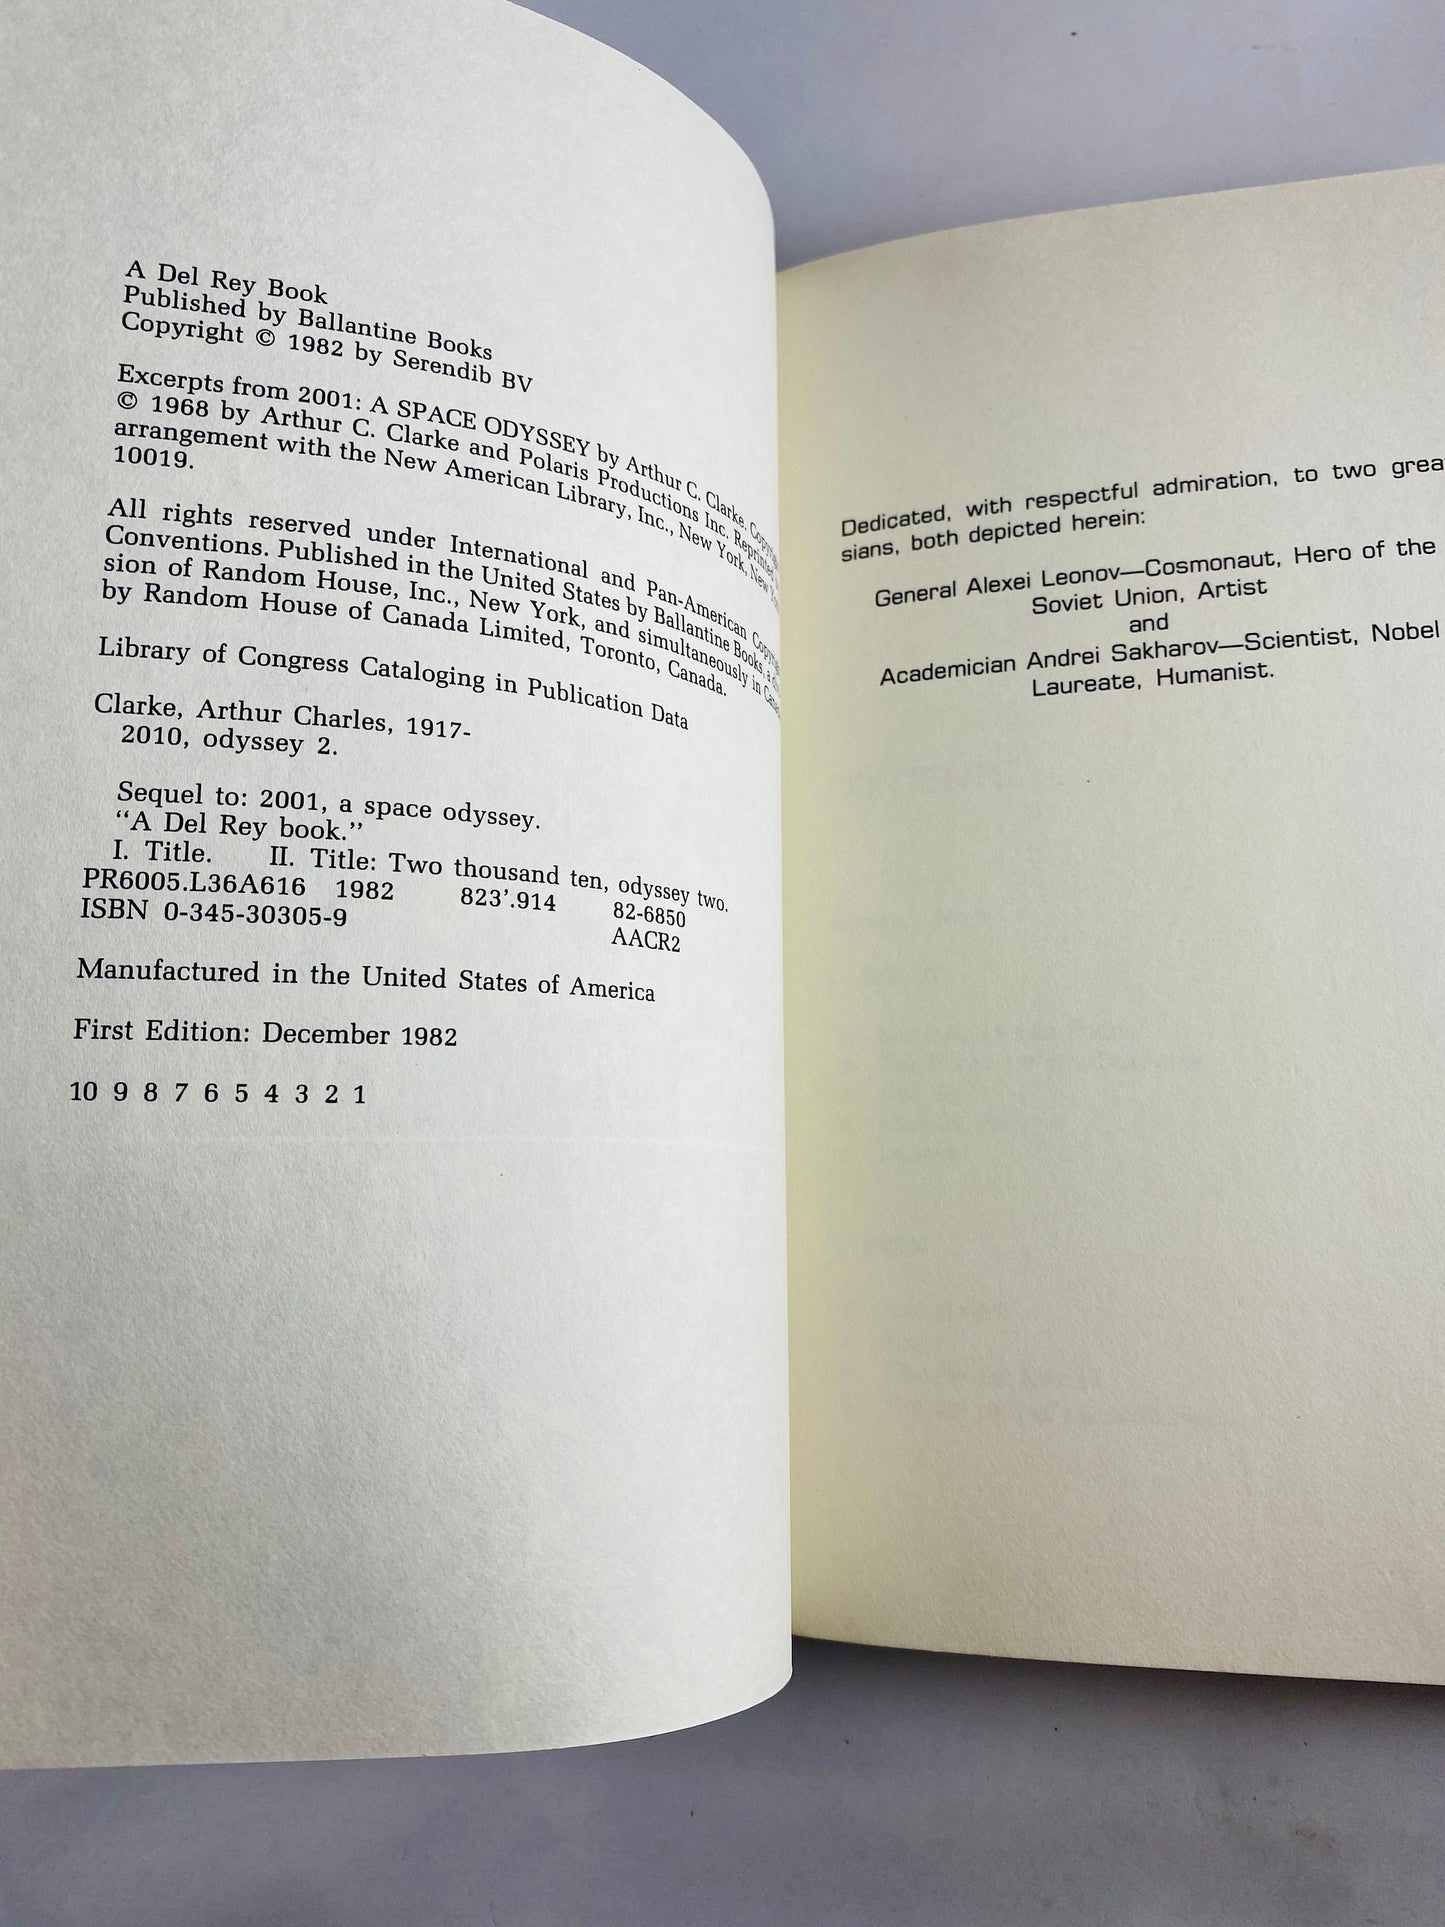 A Del Rey Book
Published by Ballantine Books
Copyright © 1982 by Serendib BV
Excerpts from 2001: A SPACE ODYSSEY by Arthur C. Clarke.
© 1968 by Arthur C. Clarke and Polaris Productions Inc. Reprinted
arrangement with the New American Library, Inc., New York, New
10019.
All rights reserved under International and Pan-American
Conventions. Published in the United States by Ballantine Books, a
sion of Random House, Inc., New York, and simultaneously in
by Random House of Canada Limited, Toronto, Canada.
Library of Congress Cataloging in Publication Data
Clarke, Arthur Charles, 1917-
2010, odyssey 2.
Sequel to: 2001, a space odyssey.
“A Del Rey book.”
I. Title. II. Title: Two thousand ten, odyssey two.
PR6005.L36A616 1982 823’.914 82-6850
ISBN 0-345-30305-9 AACR2
Manufactured in the United States of America
First Edition: December 1982
10 9 8 7 6 5 4 3 2 1
Dedicated, with respectful admiration, to two
sians, both depicted herein:
General Alexei Leonov—Cosmonaut, Hero of the
Soviet Union, Artist
and
Academician Andrei Sakharov—Scientist, Nobel
Laureate, Humanist.